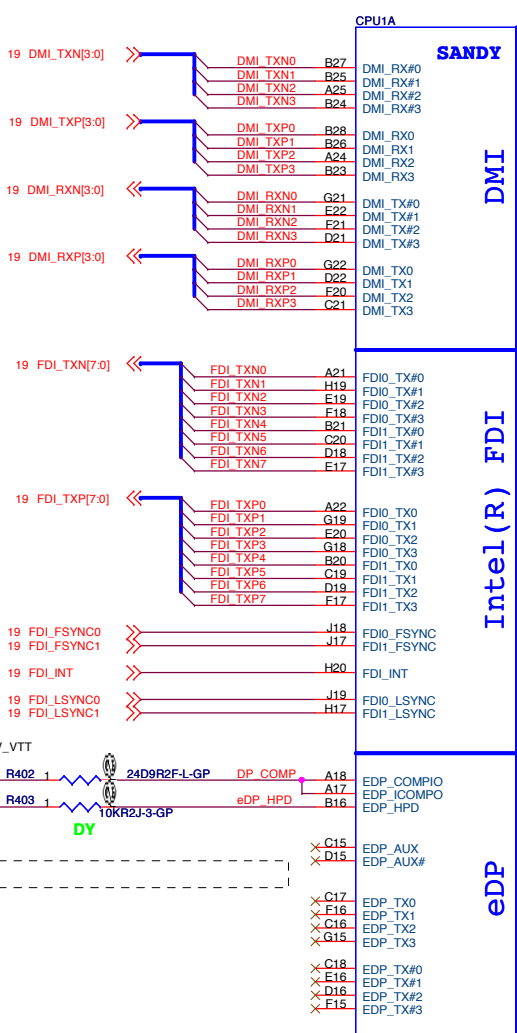 CPU1A
SANDY
19 DMI_TXN[3:0]
DMI_TXN0 B27 DMI_RX#0
DMI_TXN1 B25 DMI_RX#1
DMI_TXN2 A25 DMI_RX#2
DMI_TXN3 B24 DMI_RX#3
19 DMI_TXP[3:0]
DMI_TXP0 B28 DMI_RX0
DMI_TXP1 B26 DMI_RX1
DMI_TXP2 A24 DMI_RX2
DMI_TXP3 B23 DMI_RX3
DMI
19 DMI_RXN[3:0]
DMI_RXN0 G21 DMI_TX#0
DMI_RXN1 E22 DMI_TX#1
DMI_RXN2 F21 DMI_TX#2
DMI_RXN3 D21 DMI_TX#3
19 DMI_RXP[3:0]
DMI_RXP0 G22 DMI_TX0
DMI_RXP1 D22 DMI_TX1
DMI_RXP2 F20 DMI_TX2
DMI_RXP3 C21 DMI_TX3
19 FDI_TXN[7:0]
FDI_TXN0 A21 FDI0_TX#0
FDI_TXN1 H19 FDI0_TX#1
FDI_TXN2 E19 FDI0_TX#2
FDI_TXN3 F18 FDI0_TX#3
FDI_TXN4 B21 FDI1_TX#0
FDI_TXN5 C20 FDI1_TX#1
FDI_TXN6 D18 FDI1_TX#2
FDI_TXN7 E17 FDI1_TX#3
Intel(R) FDI
19 FDI_TXP[7:0]
FDI_TXP0 A22 FDI0_TX0
FDI_TXP1 G19 FDI0_TX1
FDI_TXP2 E20 FDI0_TX2
FDI_TXP3 G18 FDI0_TX3
FDI_TXP4 B20 FDI1_TX0
FDI_TXP5 C19 FDI1_TX1
FDI_TXP6 D19 FDI1_TX2
FDI_TXP7 F17 FDI1_TX3
19 FDI_FSYNC0 J18 FDI0_FSYNC
19 FDI_FSYNC1 J17 FDI1_FSYNC
19 FDI_INT H20 FDI_INT
19 FDI_LSYNC0 J19 FDI0_LSYNC
19 FDI_LSYNC1 H17 FDI1_LSYNC
_VTT
R402 1 24D9R2F-L-GP DP_COMP A18 EDP_COMPIO
A17 EDP_ICOMPO
R403 1 10KR2J-3-GP eDP_HPD B16 EDP_HPD
DY
C15 EDP_AUX
D15 EDP_AUX#
eDP
C17 EDP_TX0
F16 EDP_TX1
C16 EDP_TX2
G15 EDP_TX3
C18 EDP_TX#0
E16 EDP_TX#1
D16 EDP_TX#2
F15 EDP_TX#3